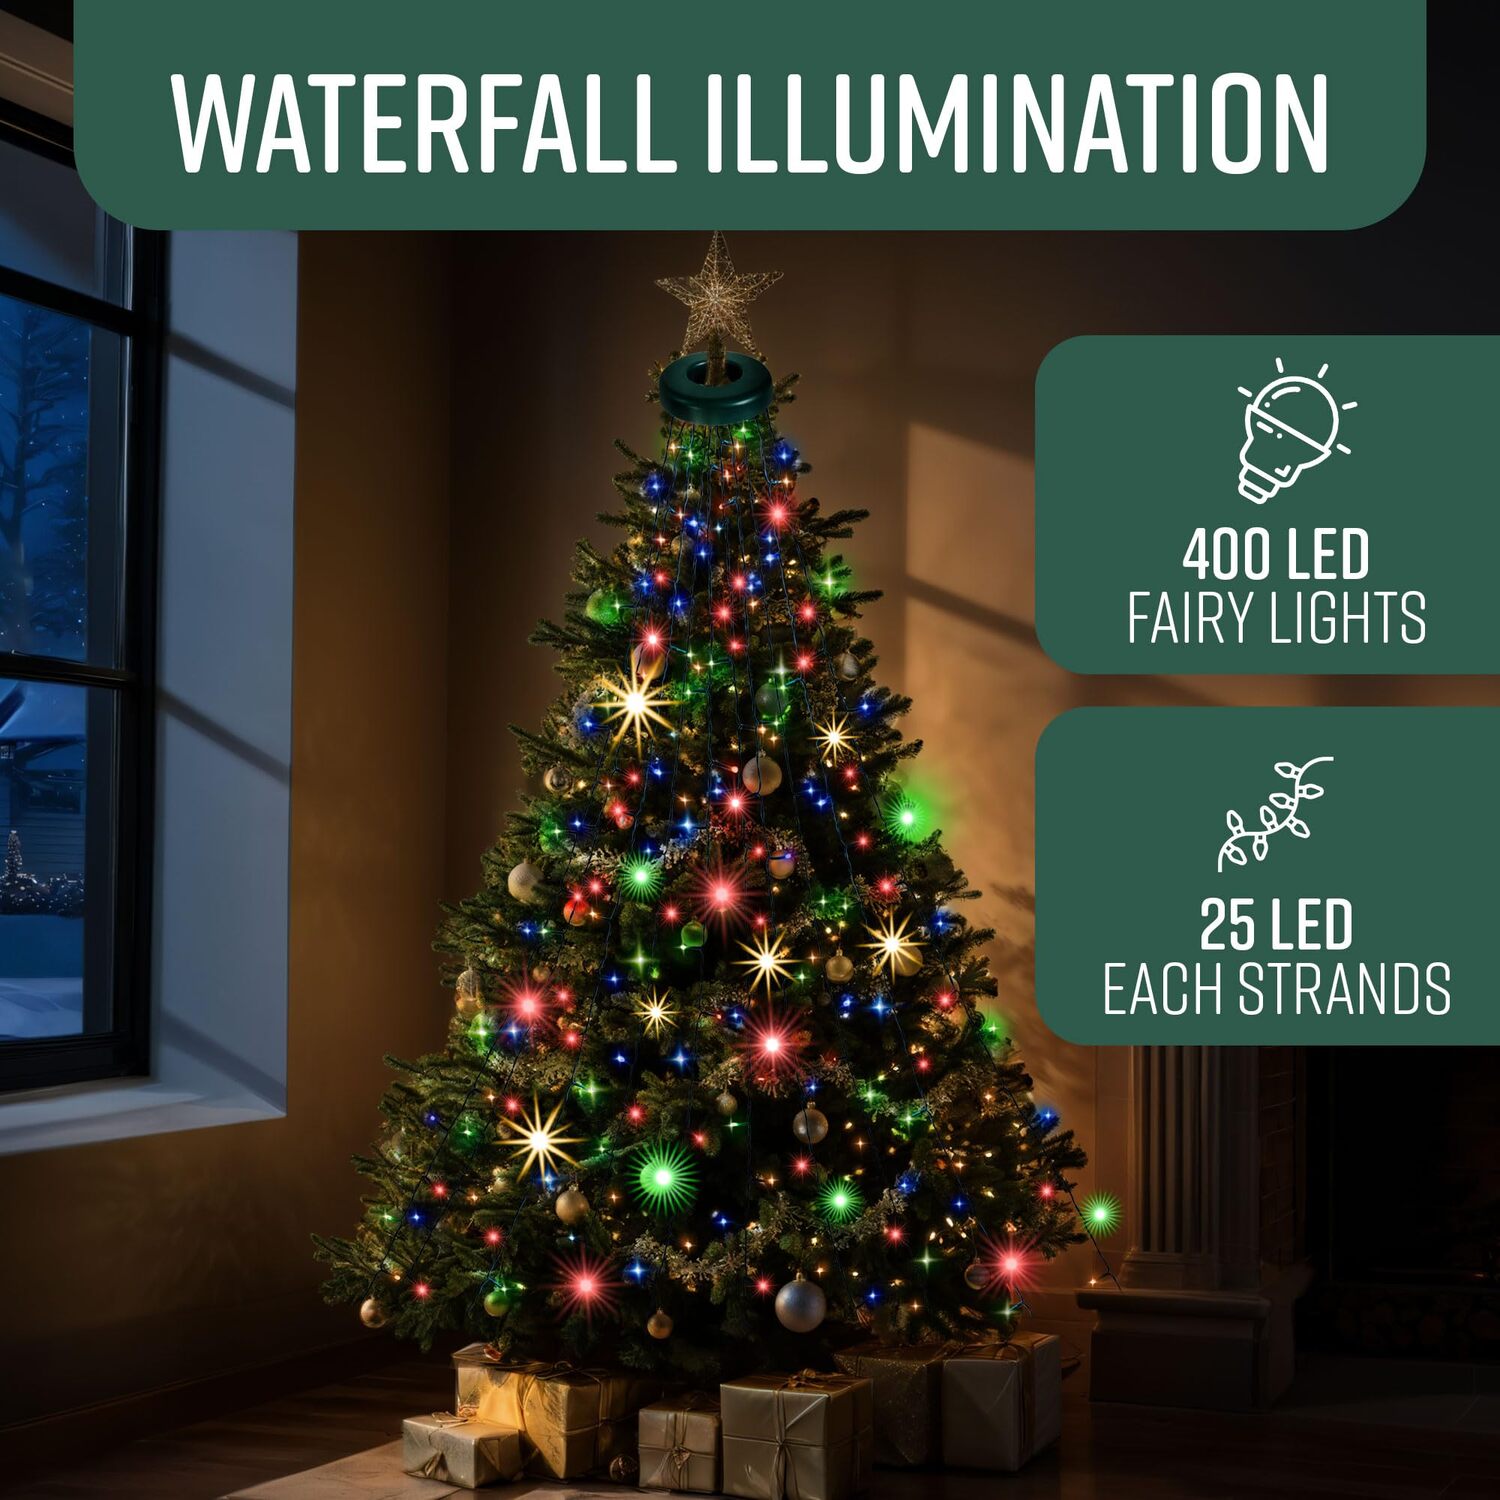 WATERFALL ILLUMINATION
400 LED
FAIRY LIGHTS
25 LED
EACH STRANDS